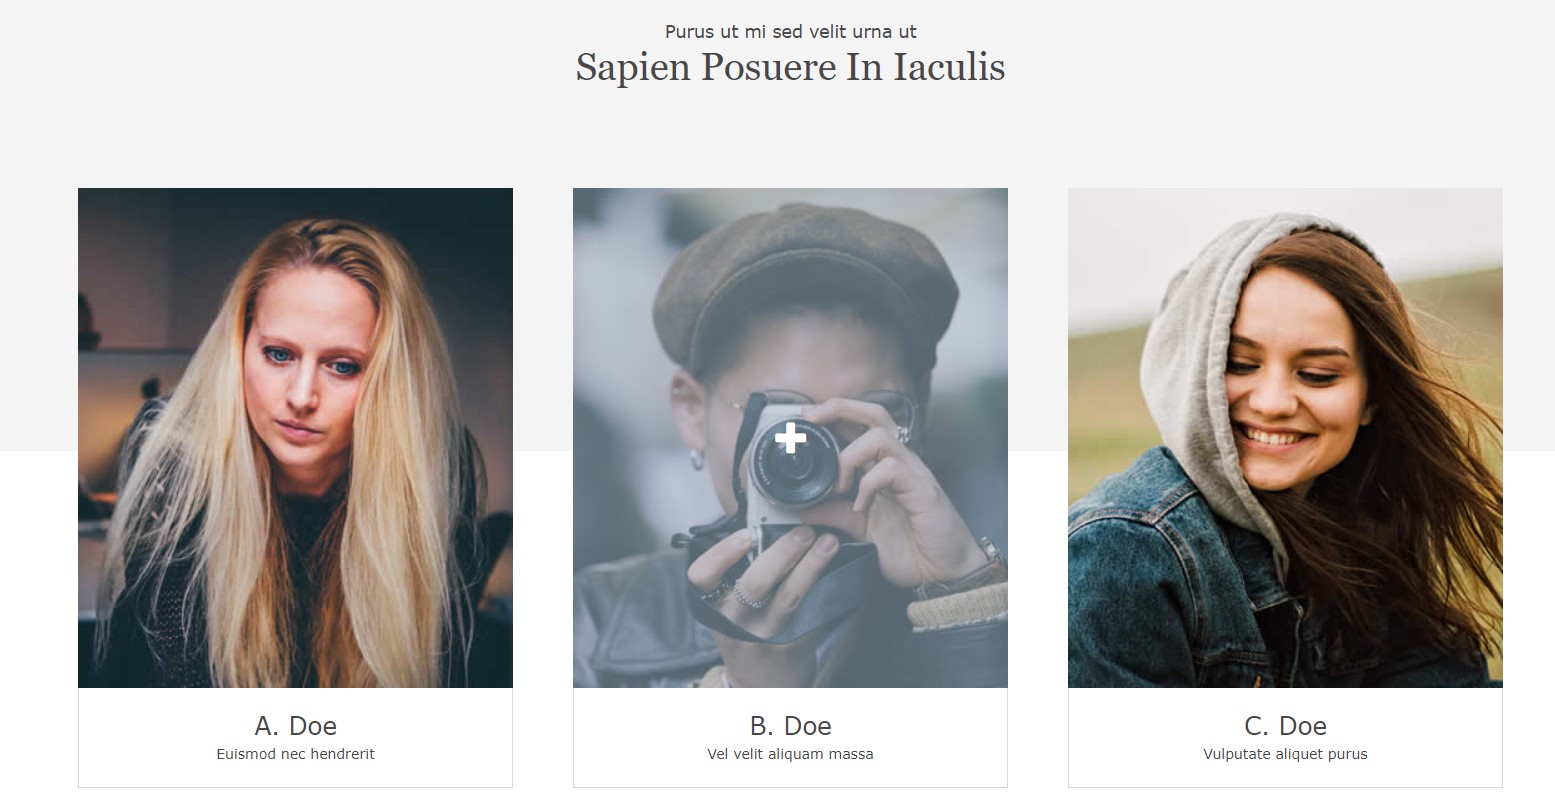 Purus ut mi sed velit urna ut
Sapien Posuere In Iaculis
A. Doe
Euismod nec hendrerit
B. Doe
Vel velit aliquam massa
C. Doe
Vulputate aliquet purus